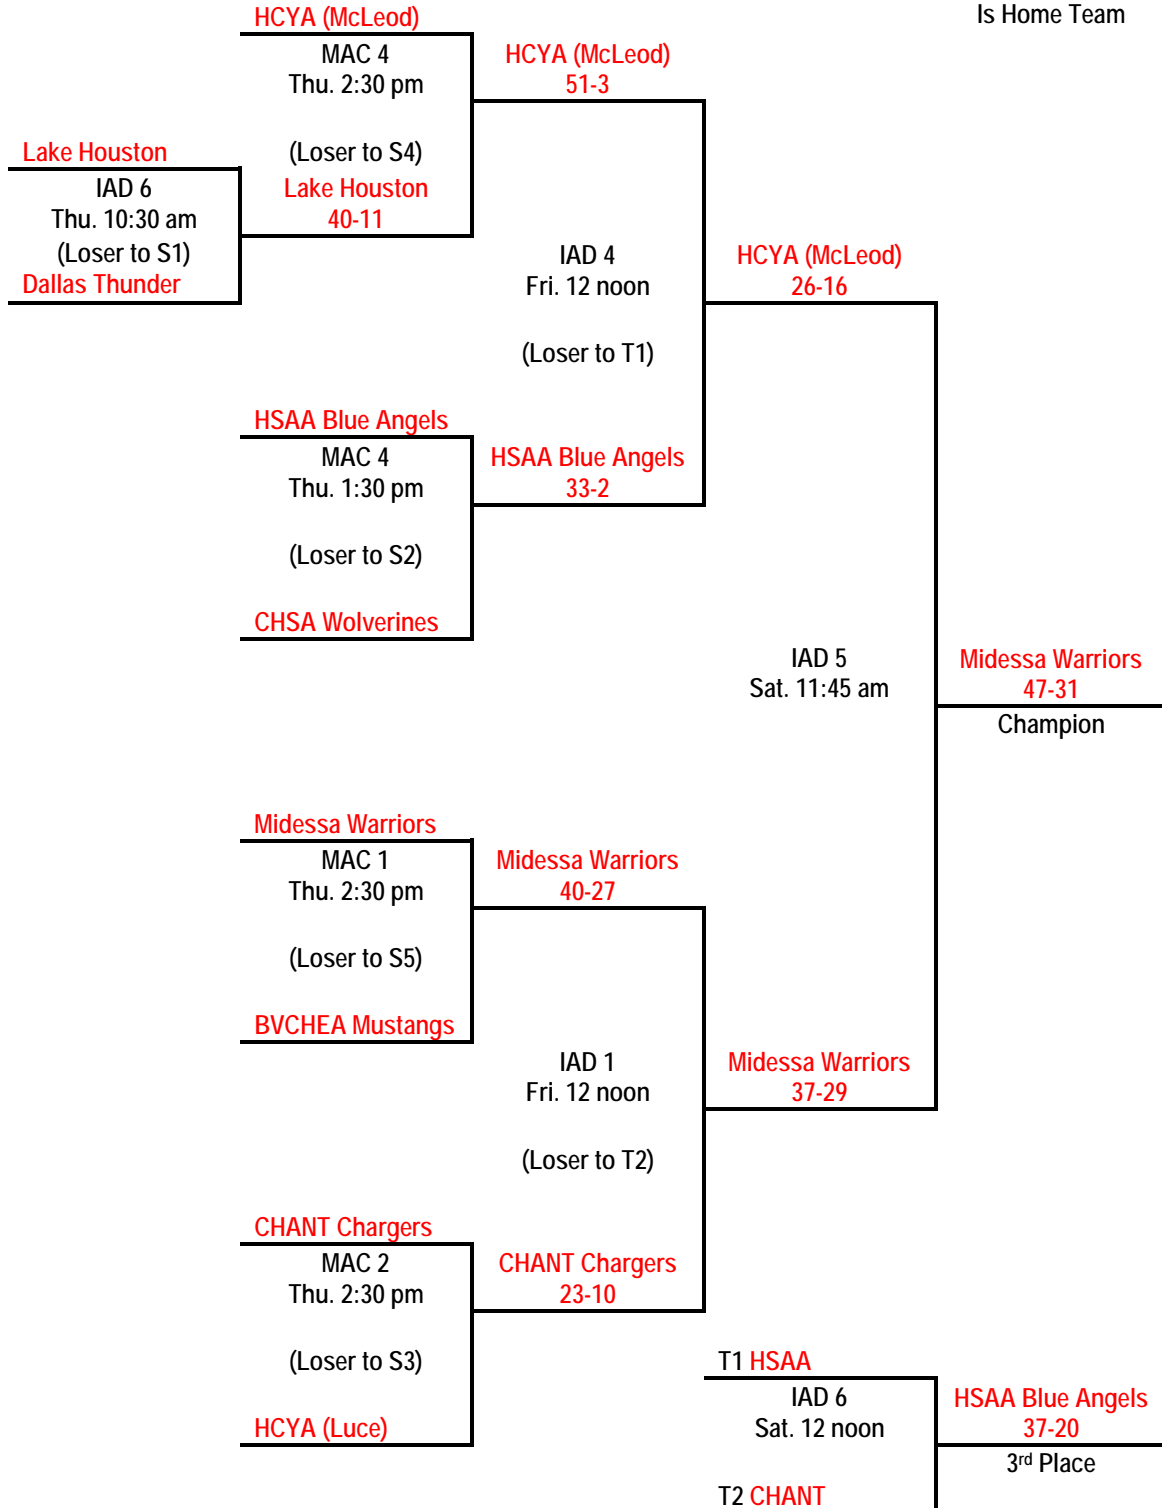 Is Home Team
HCYA (McLeod)
MAC 4
Thu. 2:30 pm
(Loser to S4)
HCYA (McLeod)
51-3
Lake Houston
IAD 6
Thu. 10:30 am
(Loser to S1)
Dallas Thunder
Lake Houston
40-11
IAD 4
Fri. 12 noon
(Loser to T1)
HCYA (McLeod)
26-16
HSAA Blue Angels
MAC 4
Thu. 1:30 pm
(Loser to S2)
CHSA Wolverines
HSAA Blue Angels
33-2
IAD 5
Sat. 11:45 am
Midessa Warriors
47-31
Champion
Midessa Warriors
MAC 1
Thu. 2:30 pm
(Loser to S5)
BVCHEA Mustangs
Midessa Warriors
40-27
IAD 1
Fri. 12 noon
(Loser to T2)
Midessa Warriors
37-29
CHANT Chargers
MAC 2
Thu. 2:30 pm
(Loser to S3)
HCYA (Luce)
CHANT Chargers
23-10
T1 HSAA
IAD 6
Sat. 12 noon
T2 CHANT
HSAA Blue Angels
37-20
3rd Place